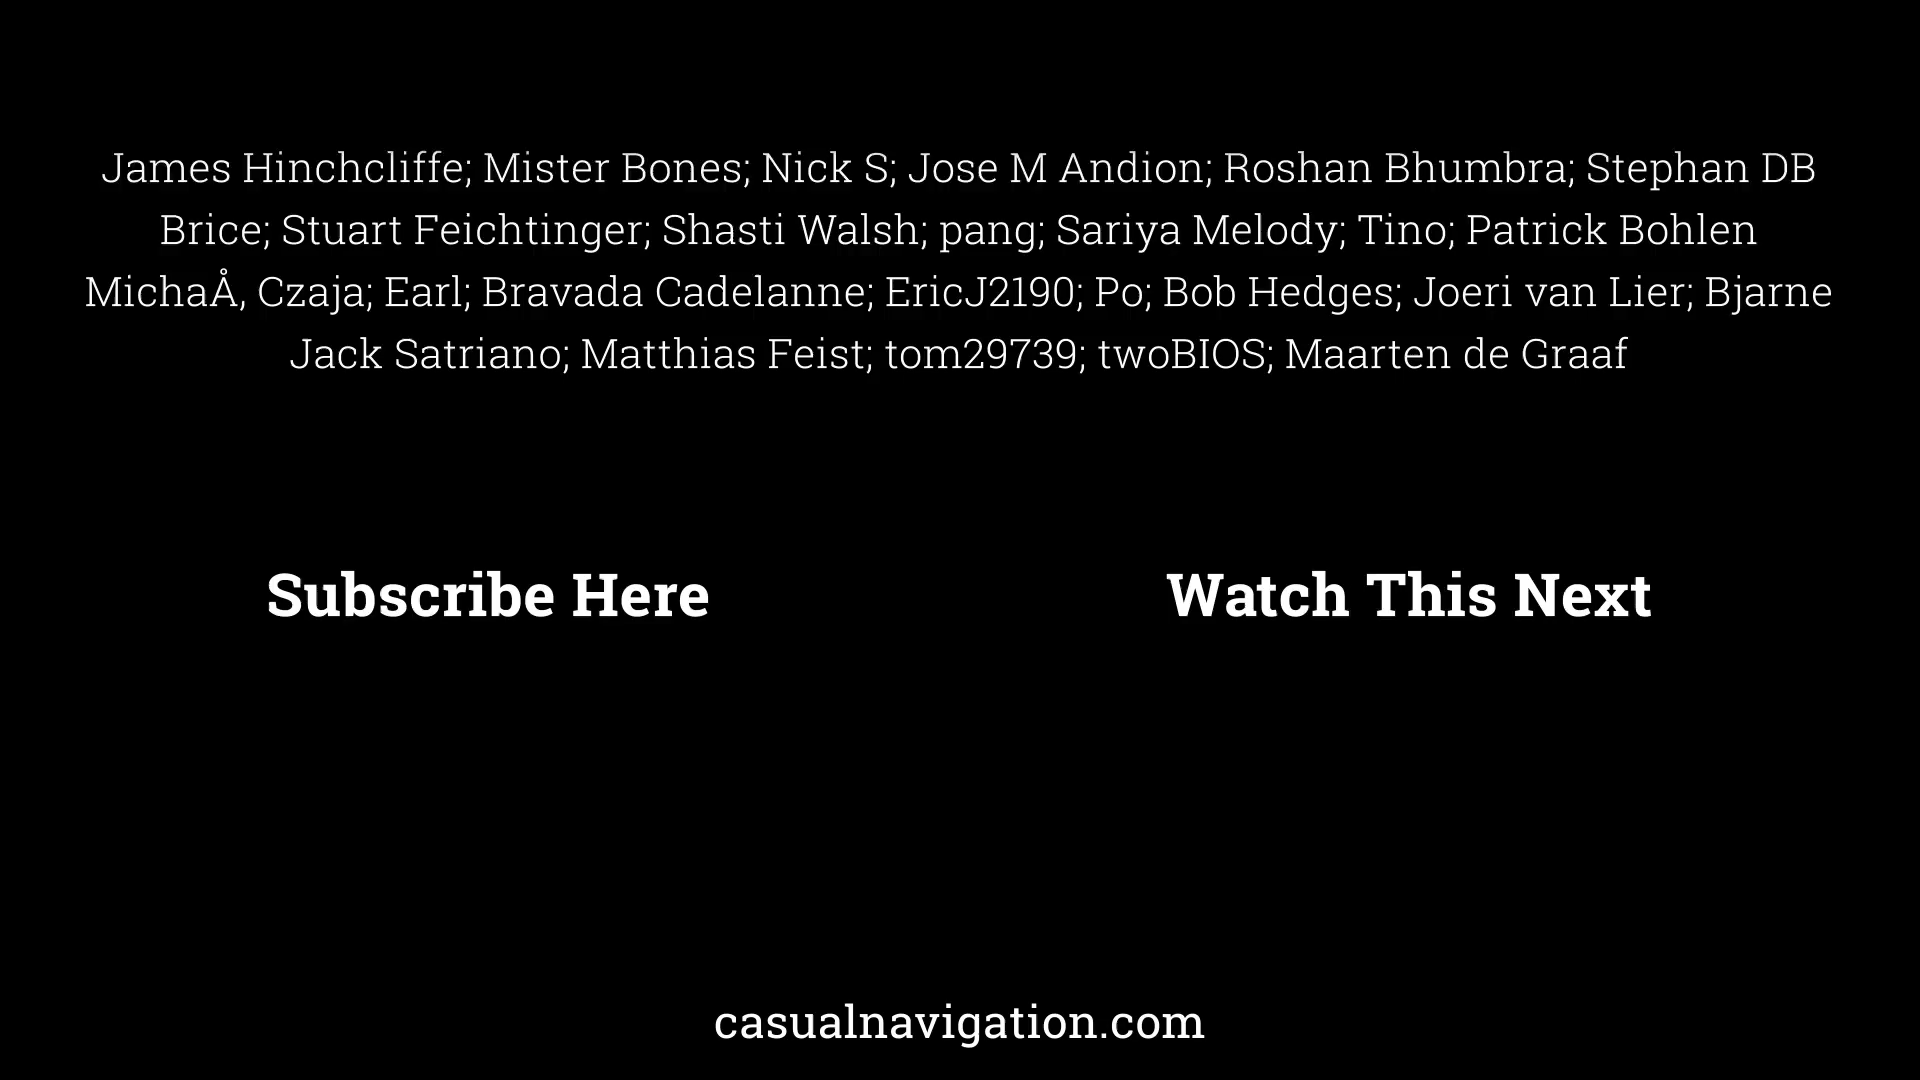 James Hinchcliffe; Mister Bones; Nick S; Jose M Andion; Roshan Bhumbra; Stephan DB
Brice; Stuart Feichtinger; Shasti Walsh; pang; Sariya Melody; Tino; Patrick Bohlen
MichaÅ, Czaja; Earl; Bravada Cadelanne; EricJ2190; Po; Bob Hedges; Joeri van Lier; Bjarne
Jack Satriano; Matthias Feist; tom29739; twoBIOS; Maarten de Graaf
Subscribe Here
Watch This Next
casualnavigation.com